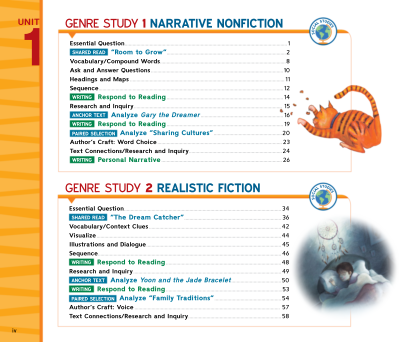 UNIT
1
GENRE STUDY 1 NARRATIVE NONFICTION
SOCIAL STUDIES
Essential Question 1
SHARED READ "Room to Grow" 2
Vocabulary/Compound Words 8
Ask and Answer Questions 10
Headings and Maps 11
Sequence 12
WRITING Respond to Reading 14
Research and Inquiry 15
ANCHOR TEXT Analyze Gary the Dreamer 16
WRITING Respond to Reading 19
PAIRED SELECTION Analyze "Sharing Cultures" 20
Author's Craft: Word Choice 23
Text Connections/Research and Inquiry 24
WRITING Personal Narrative 26
GENRE STUDY 2 REALISTIC FICTION
SOCIAL STUDIES
Essential Question 34
SHARED READ "The Dream Catcher" 36
Vocabulary/Context Clues 42
Visualize 44
Illustrations and Dialogue 45
Sequence 46
WRITING Respond to Reading 48
Research and Inquiry 49
ANCHOR TEXT Analyze Yoon and the Jade Bracelet 50
WRITING Respond to Reading 53
PAIRED SELECTION Analyze "Family Traditions" 54
Author's Craft: Voice 57
Text Connections/Research and Inquiry 58
iv